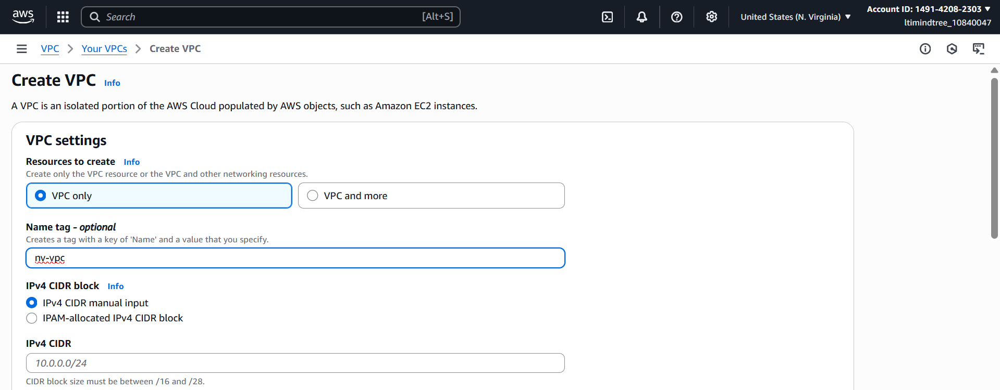 aws
Search [Alt+S]
United States (N. Virginia)
Account ID: 1491-4208-2303
ltimindtree_10840047
VPC Your VPCs Create VPC
Create VPC Info
A VPC is an isolated portion of the AWS Cloud populated by AWS objects, such as Amazon EC2 instances.
VPC settings
Resources to create Info
Create only the VPC resource or the VPC and other networking resources.
VPC only VPC and more
Name tag - optional
Creates a tag with a key of 'Name' and a value that you specify.
nv-vpc
IPv4 CIDR block Info
IPv4 CIDR manual input
IPAM-allocated IPv4 CIDR block
IPv4 CIDR
10.0.0.0/24
CIDR block size must be between /16 and /28.